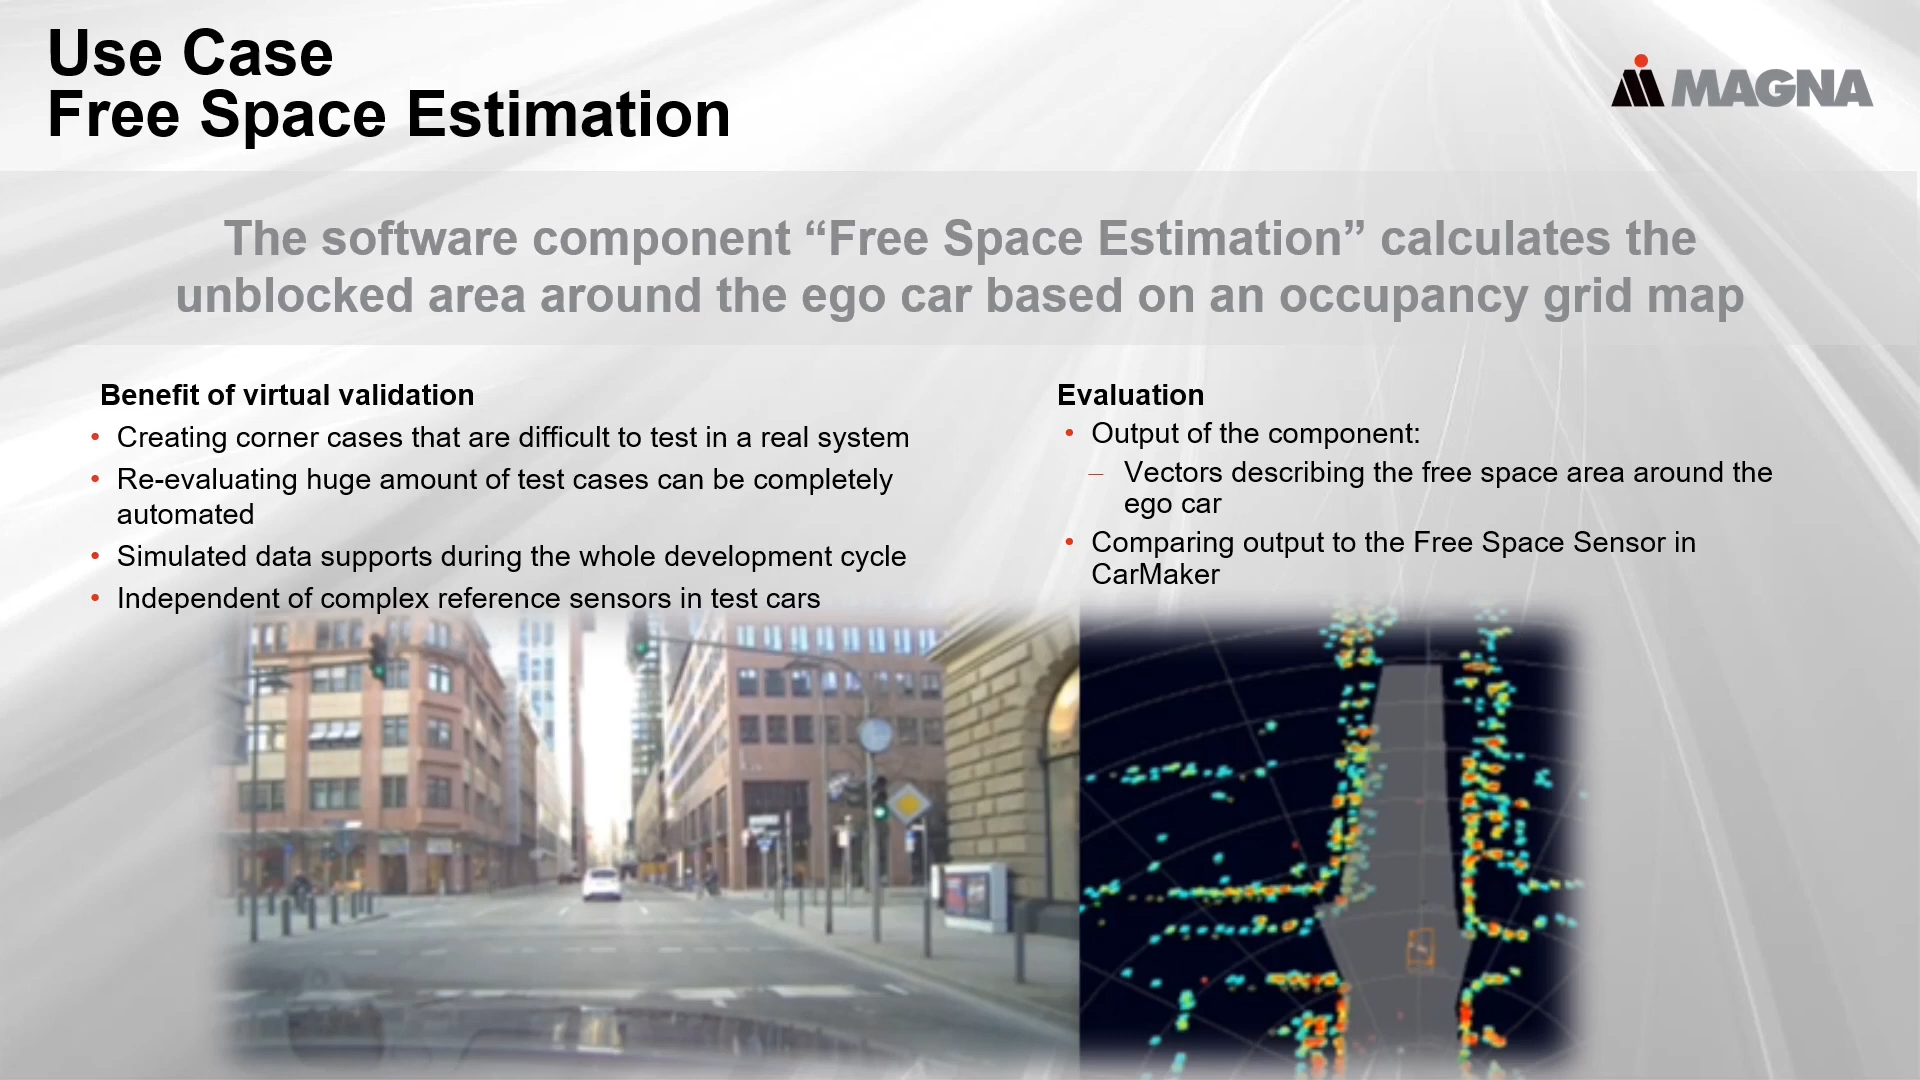 Use Case
Free Space Estimation
MAGNA
The software component “Free Space Estimation” calculates the
unblocked area around the ego car based on an occupancy grid map
Benefit of virtual validation
• Creating corner cases that are difficult to test in a real system
• Re-evaluating huge amount of test cases can be completely
automated
• Simulated data supports during the whole development cycle
• Independent of complex reference sensors in test cars
Evaluation
• Output of the component:
– Vectors describing the free space area around the
ego car
• Comparing output to the Free Space Sensor in
CarMaker